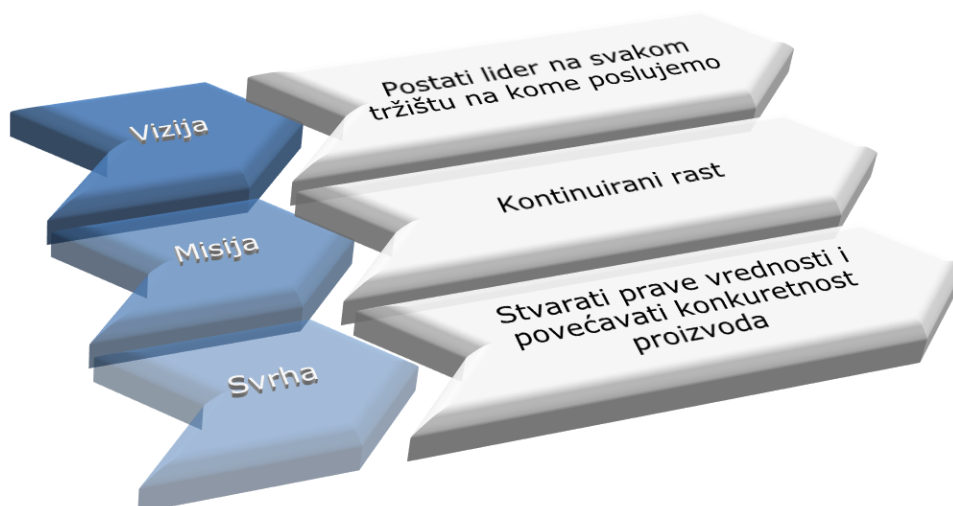 Vizija
Postati lider na svakom
tržištu na kome poslujemo
Misija
Kontinuirani rast
Svrha
Stvarati prave vrednosti i
povećavati konkuretnost
proizvoda